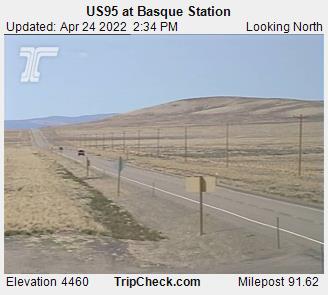 US95 at Basque Station
Updated: Apr 24 2022 2:34 PM Looking North
Elevation 4460 TripCheck.com Milepost 91.62